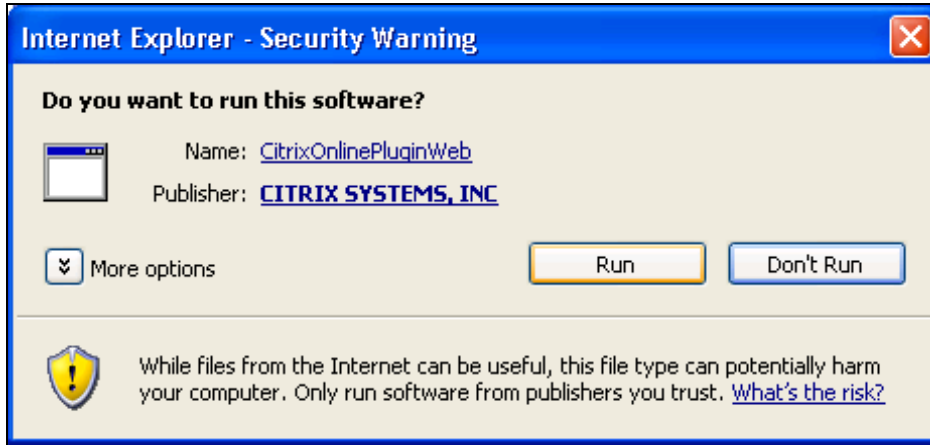 Internet Explorer - Security Warning
Do you want to run this software?
Name: CitrixOnlinePluginWeb
Publisher: CITRIX SYSTEMS, INC
More options Run Don't Run
While files from the Internet can be useful, this file type can potentially harm
your computer. Only run software from publishers you trust. What's the risk?